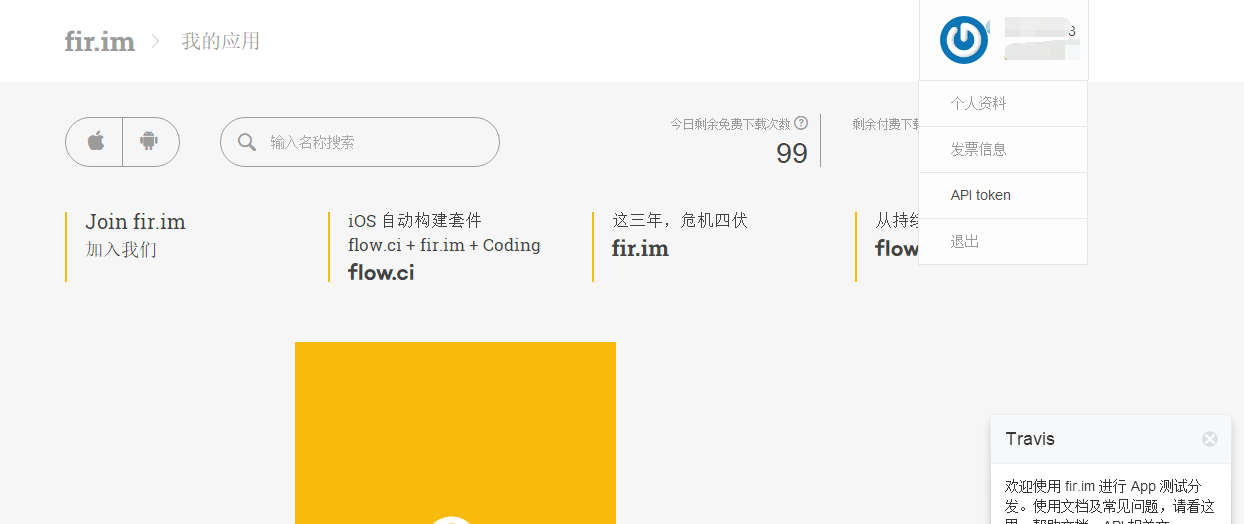 fir.im
我的应用
3
个人资料
发票信息
API token
退出
输入名称搜索
今日剩余免费下载次数
99
剩余付费下载
Join fir.im
加入我们
iOS 自动构建套件
flow.ci + fir.im + Coding
flow.ci
这三年，危机四伏
fir.im
从持续
flow
Travis
欢迎使用 fir.im 进行 App 测试分
发。使用文档及常见问题，请看这